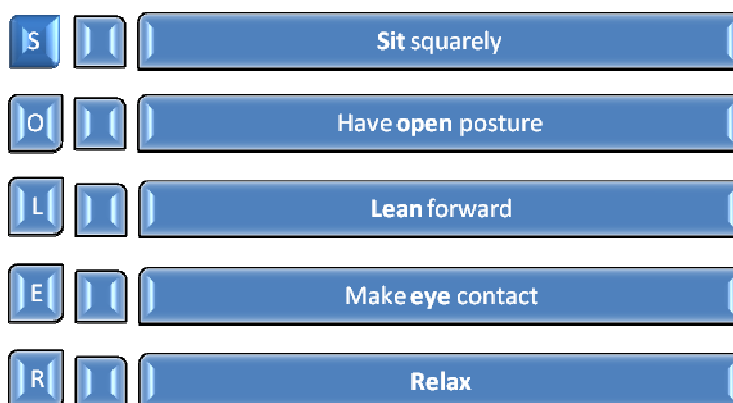 S Sit squarely
O Have open posture
L Lean forward
E Make eye contact
R Relax